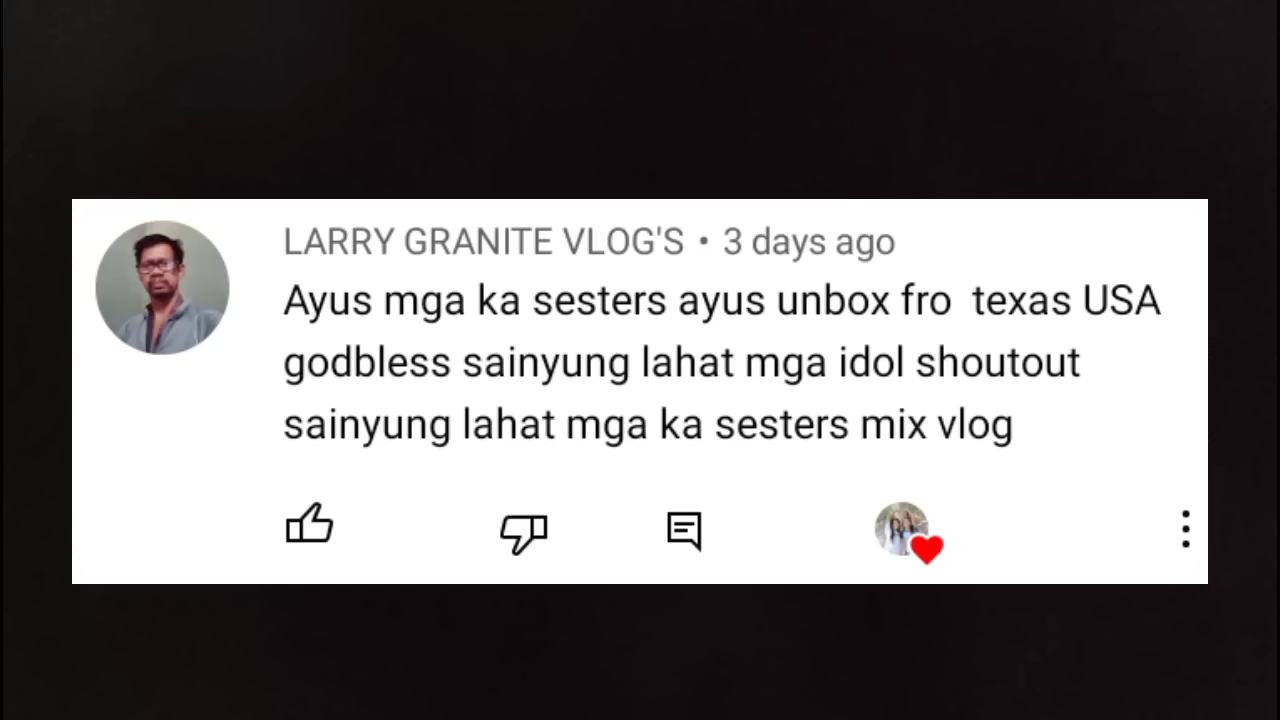 LARRY GRANITE VLOG'S • 3 days ago
Ayus mga ka sesters ayus unbox fro  texas USA
godbless sainyung lahat mga idol shoutout
sainyung lahat mga ka sesters mix vlog